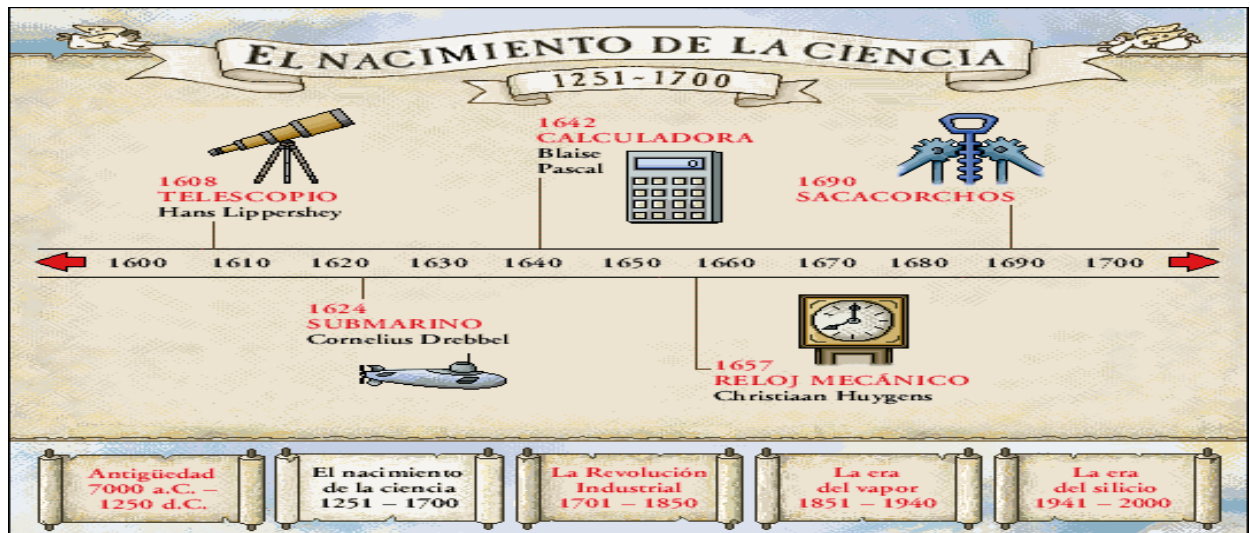 EL NACIMIENTO DE LA CIENCIA
1251-1700
1642
CALCULADORA
Blaise
Pascal
0
1608
TELESCOPIO
Hans Lippershey
1690
SACACORCHOS
1600 1610 1620 1630 1640 1650 1660 1670 1680 1690 1700
1624
SUBMARINO
Cornelius Drebbel
1657
RELOJ MECÁNICO
Christiaan Huygens
Antigüedad
7000 a.C. –
1250 d.C.
El nacimiento
de la ciencia
1251 – 1700
La Revolución
Industrial
1701 – 1850
La era
del vapor
1851 – 1940
La era
del silicio
1941 – 2000